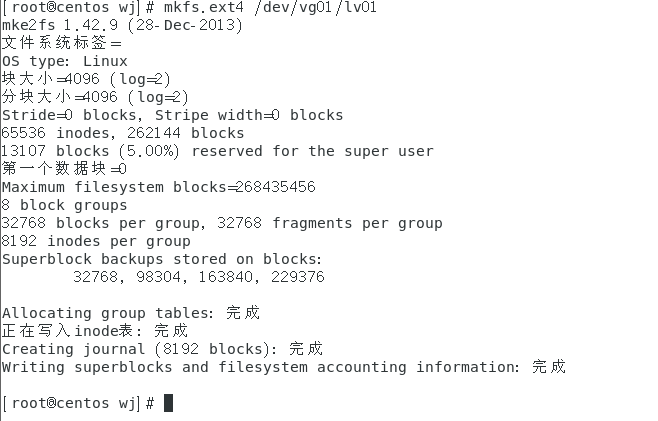 [root@centos wj]# mkfs.ext4 /dev/vg01/lv01
mke2fs 1.42.9 (28-Dec-2013)
文件系统标签=
OS type: Linux
块大小=4096 (log=2)
分块大小=4096 (log=2)
Stride=0 blocks, Stripe width=0 blocks
65536 inodes, 262144 blocks
13107 blocks (5.00%) reserved for the super user
第一个数据块=0
Maximum filesystem blocks=268435456
8 block groups
32768 blocks per group, 32768 fragments per group
8192 inodes per group
Superblock backups stored on blocks:
32768, 98304, 163840, 229376
Allocating group tables: 完成
正在写入inode表: 完成
Creating journal (8192 blocks): 完成
Writing superblocks and filesystem accounting information: 完成
[root@centos wj]#